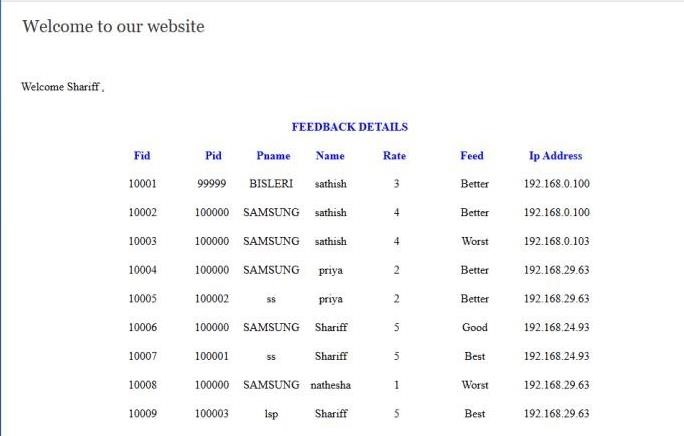 Welcome to our website
Welcome Shariff ,
FEEDBACK DETAILS
Fid Pid Pname Name Rate Feed Ip Address
10001 99999 BISLERI sathish 3 Better 192.168.0.100
10002 100000 SAMSUNG sathish 4 Better 192.168.0.100
10003 100000 SAMSUNG sathish 4 Worst 192.168.0.103
10004 100000 SAMSUNG priya 2 Better 192.168.29.63
10005 100002 ss priya 2 Better 192.168.29.63
10006 100000 SAMSUNG Shariff 5 Good 192.168.24.93
10007 100001 ss Shariff 5 Best 192.168.24.93
10008 100000 SAMSUNG nathesha 1 Worst 192.168.29.63
10009 100003 lsp Shariff 5 Best 192.168.29.63